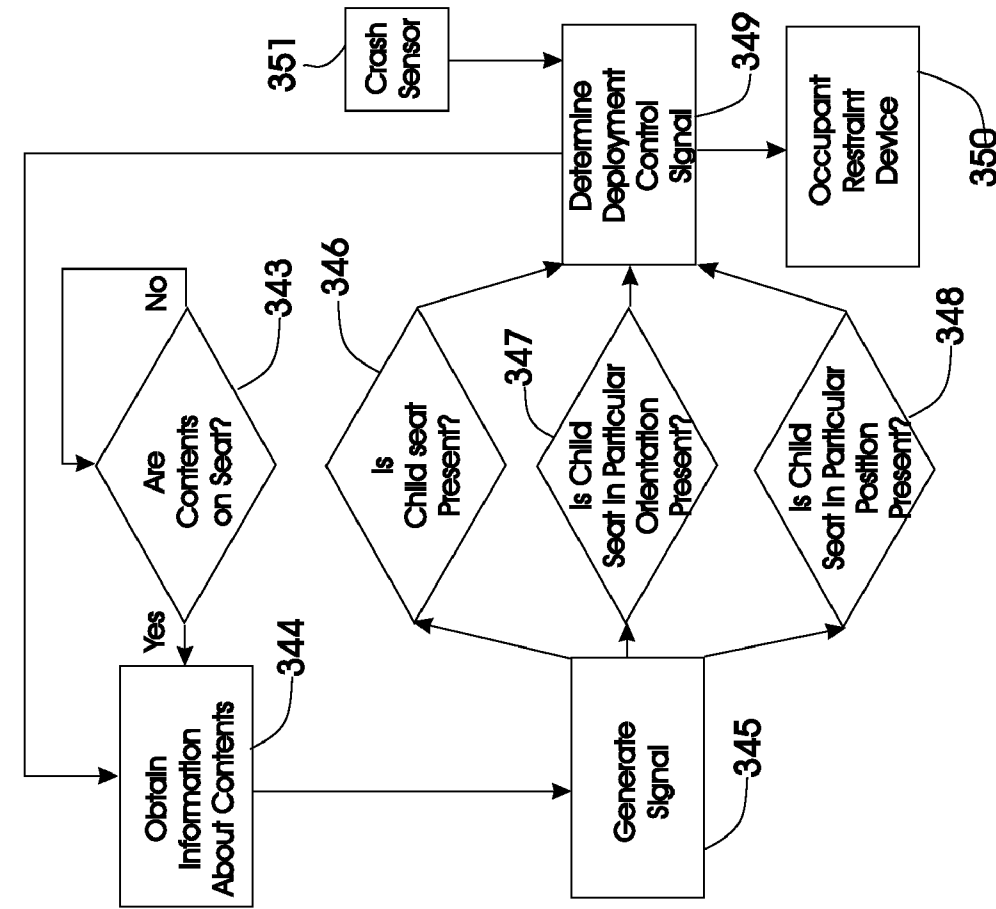 Are
Contents
on Seat?
343
No
Yes
Obtain
Information
About Contents
344
Generate
Signal
345
Is
Child seat
Present?
346
Is Child
Seat In Particular
Orientation
Present?
347
Is Child
Seat In Particular
Position
Present?
348
Determine
Deployment
Control
Signal
349
Crash
Sensor
351
Occupant
Restraint
Device
350